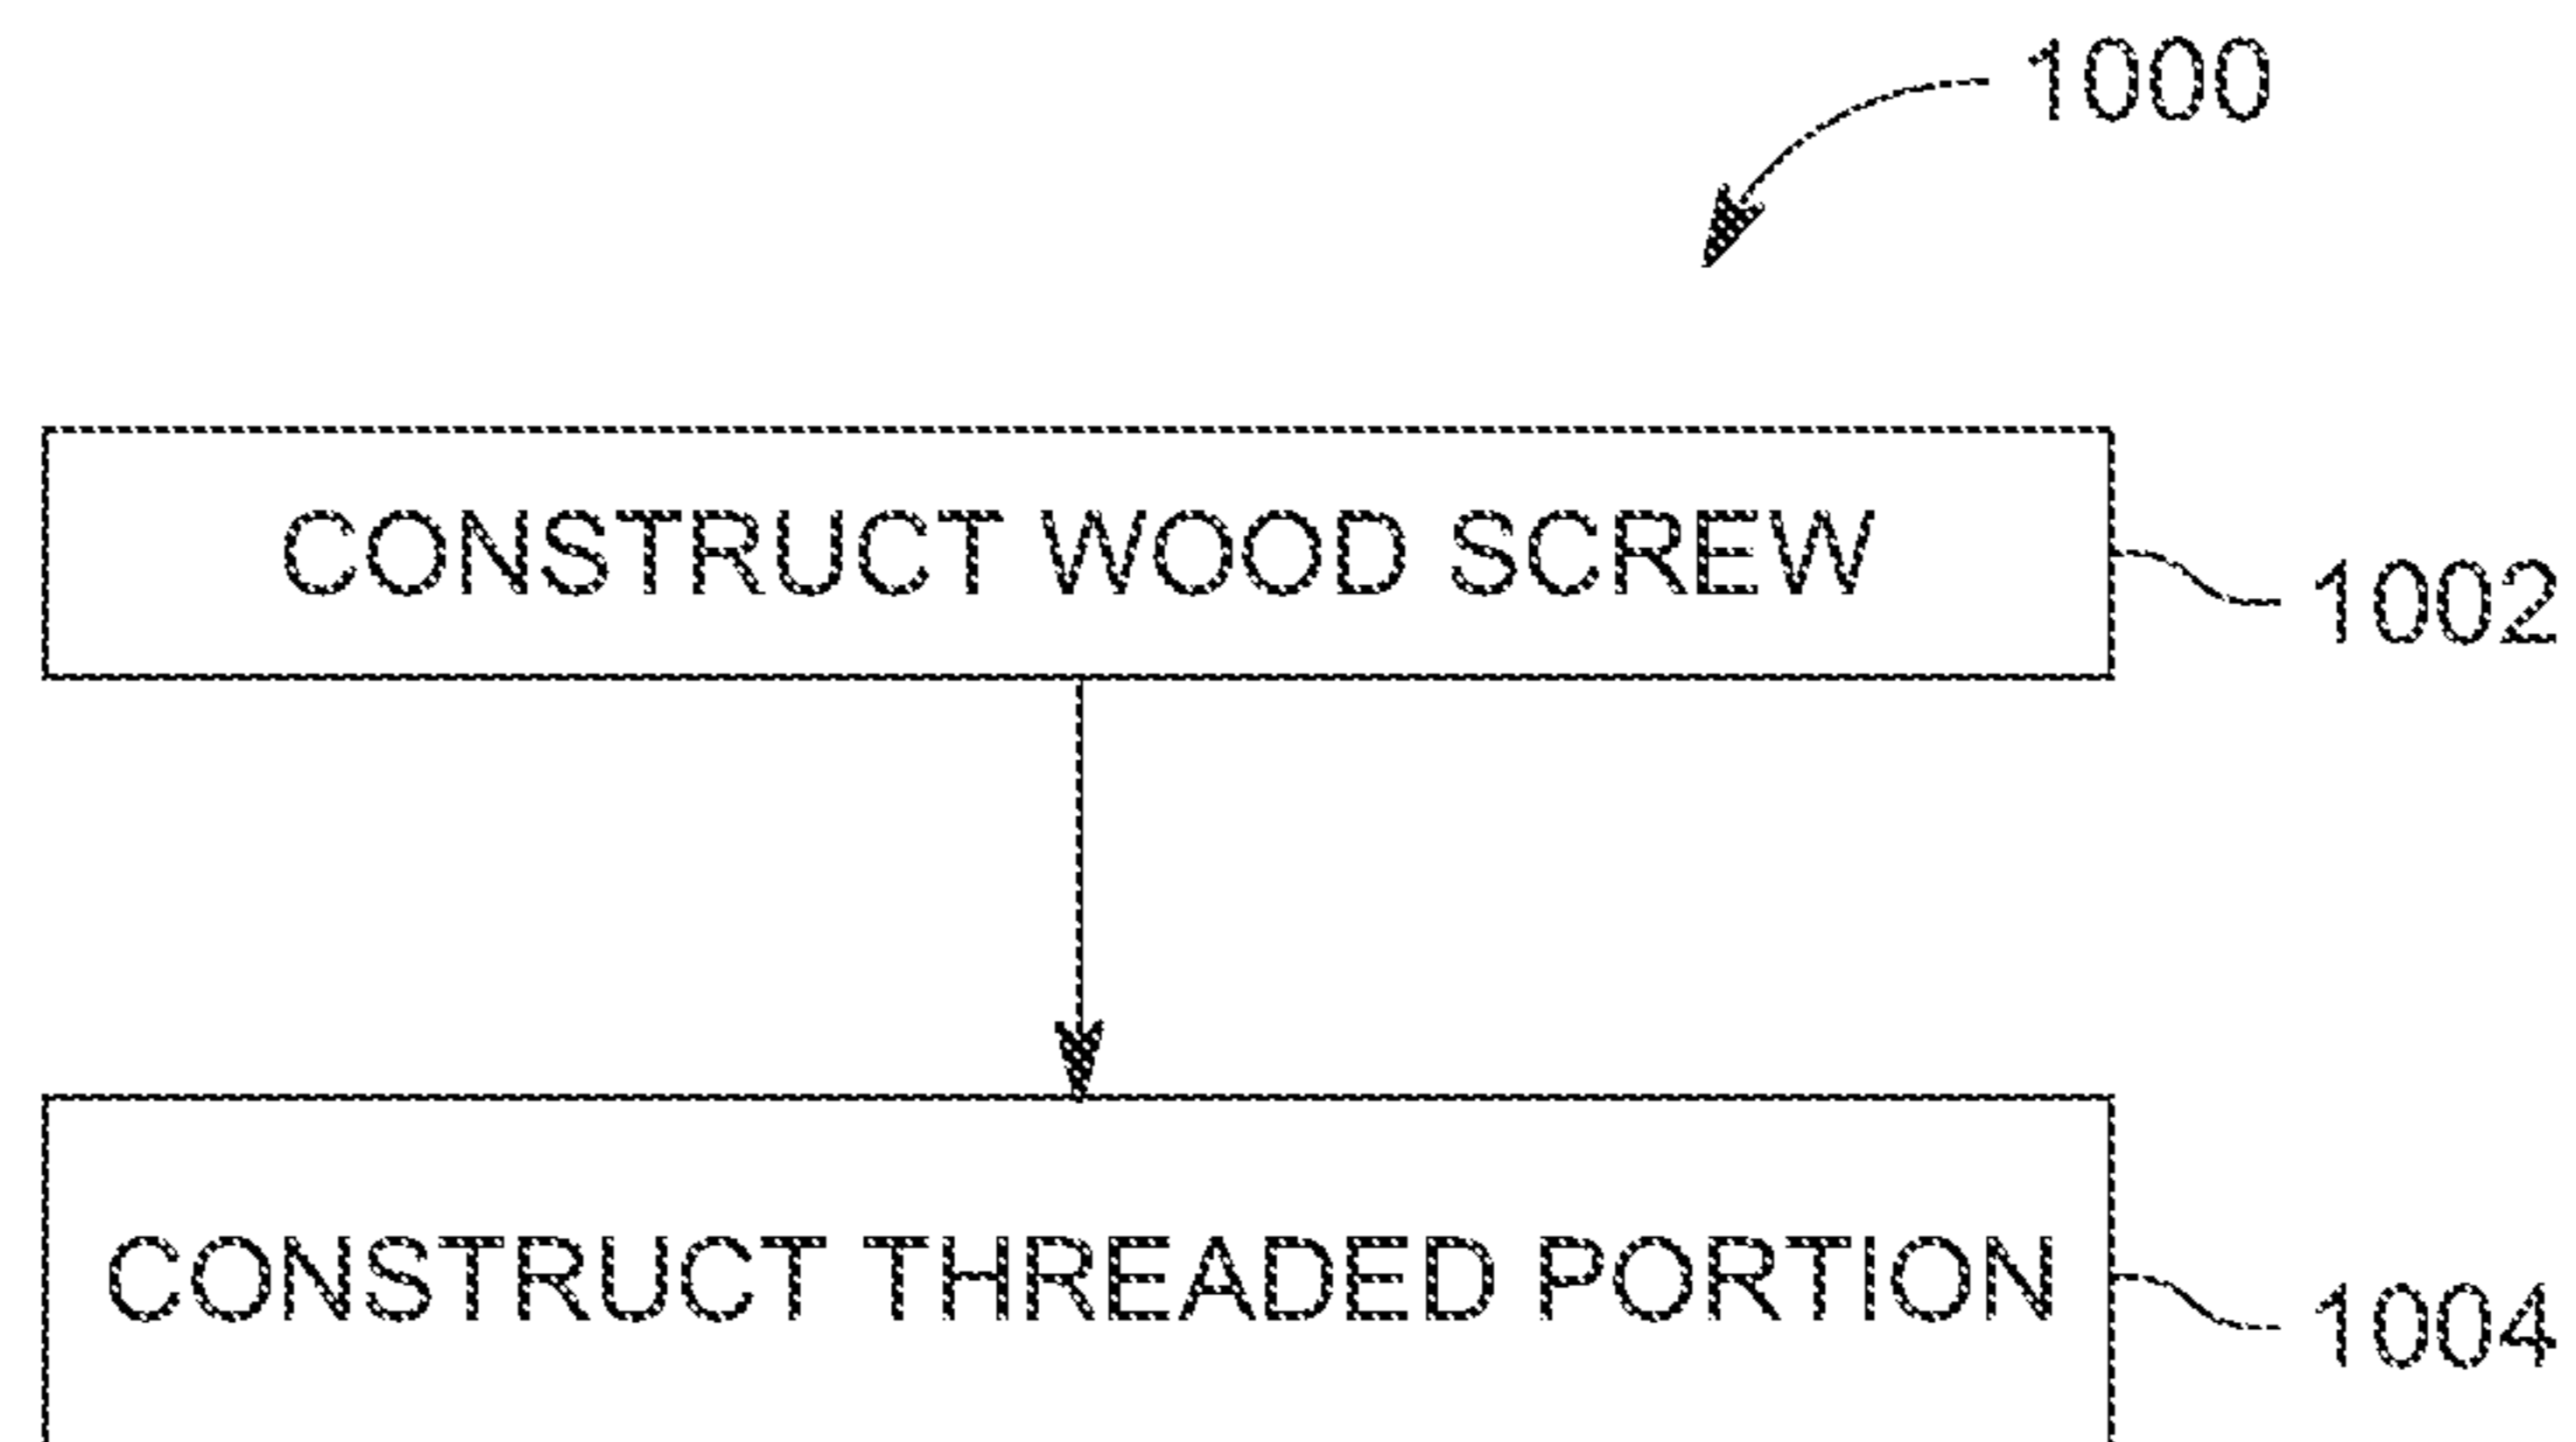 1000
CONSTRUCT WOOD SCREW
1002
CONSTRUCT THREADED PORTION
1004